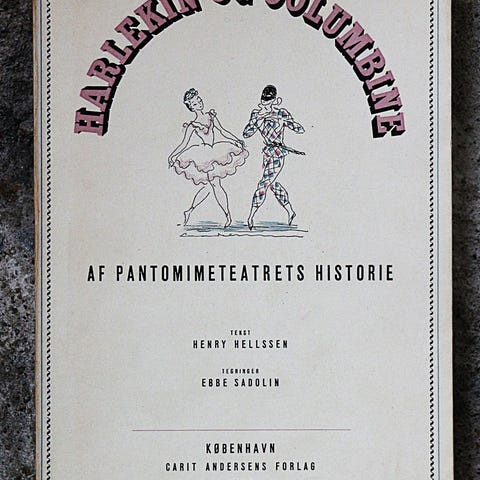 HARLEKIN OG COLUMBINE
AF PANTOMIMETEATRETS HISTORIE
TEKST
HENRY HELLSSEN
TEGNINGER
EBBE SADOLIN
KØBENHAVN
CARIT ANDERSENS FORLAG